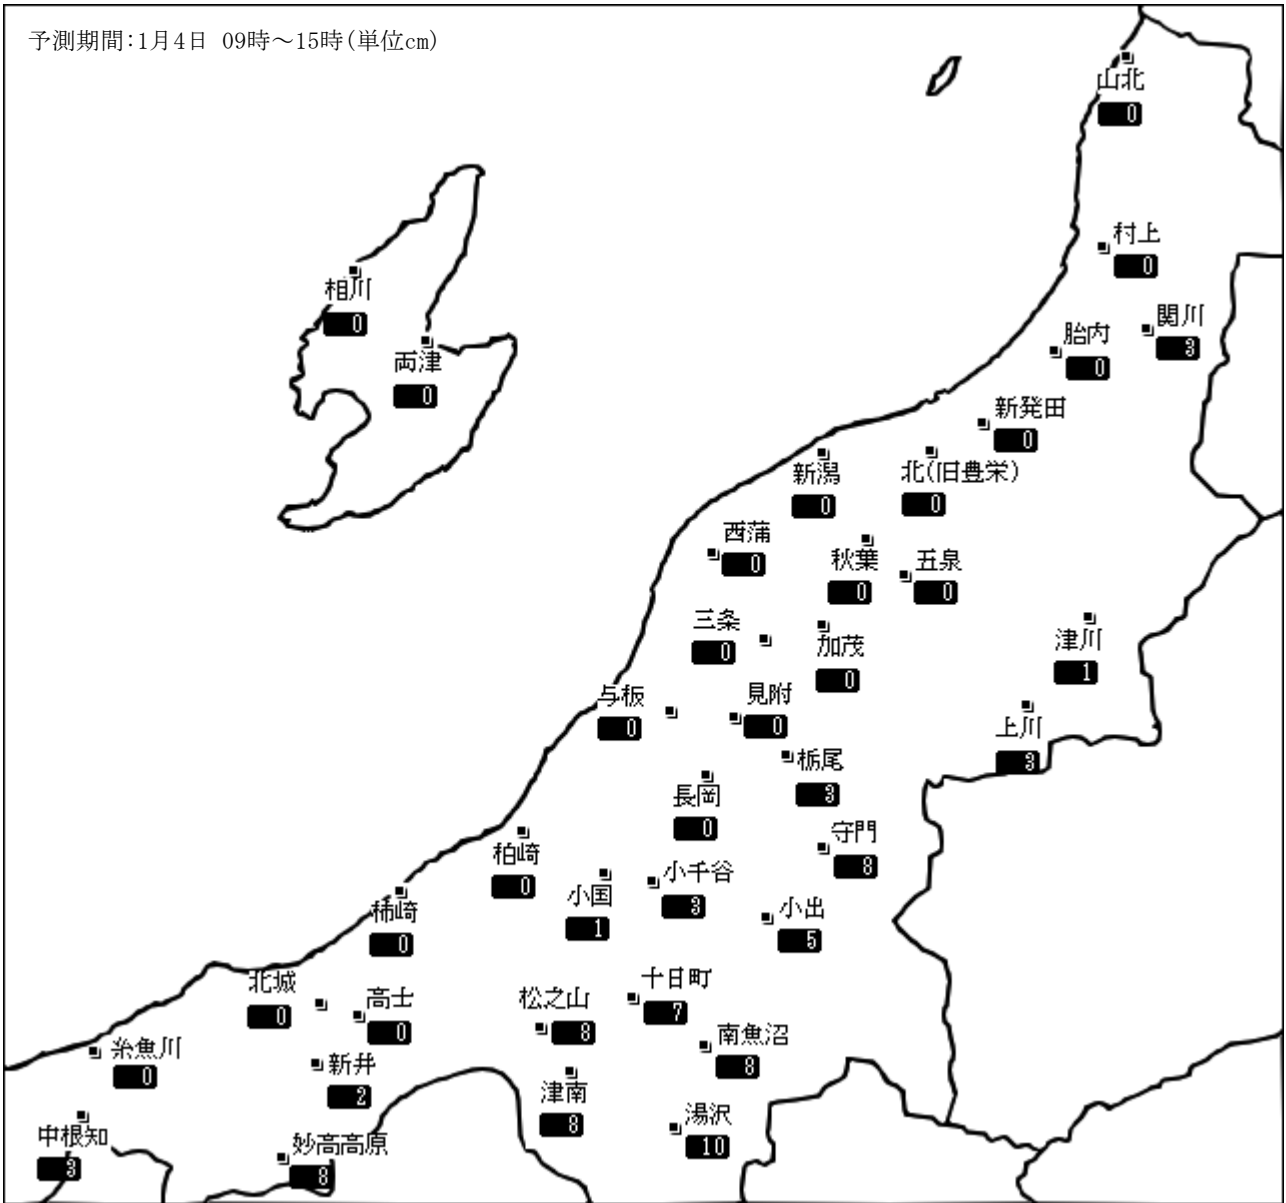 予測期間:1月4日 09時～15時(単位cm)
山北
0
村上
0
相川
0
関川
3
胎内
0
両津
0
新発田
0
新潟
0
北(旧豊栄)
0
西蒲
0
秋葉
0
五泉
0
三条
0
加茂
0
津川
1
与板
0
見附
0
上川
3
栃尾
3
長岡
0
守門
8
柏崎
0
小千谷
3
小国
1
小出
5
柿崎
0
十日町
7
北城
0
高士
0
松之山
8
南魚沼
8
糸魚川
0
新井
2
津南
8
湯沢
10
中根知
3
妙高高原
8